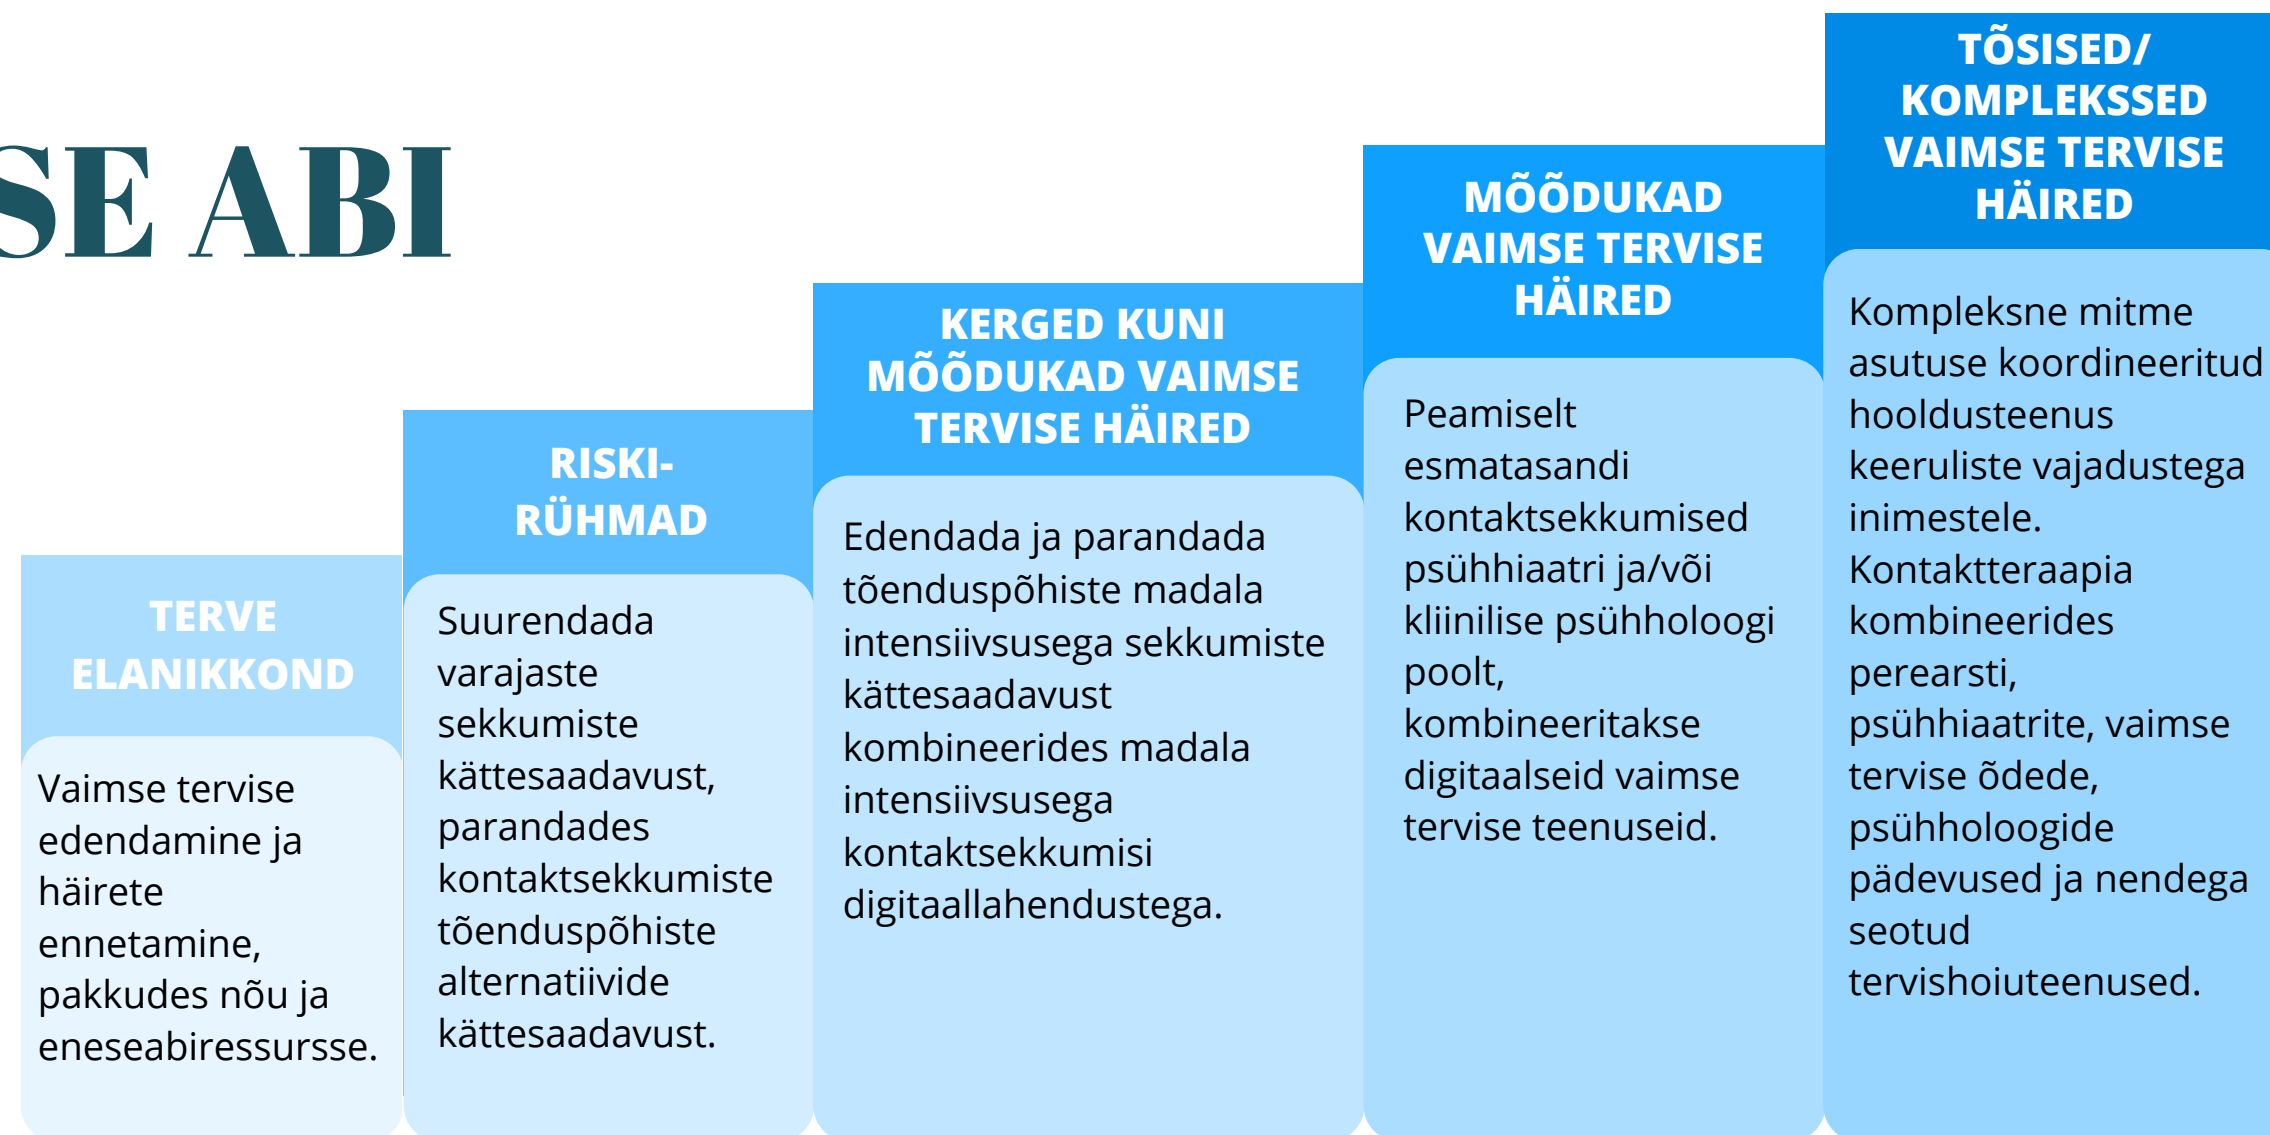 SE ABI
TERVE
ELANIKKOND
Vaimse tervise
edendamine ja
häirete
ennetamine,
pakkudes nõu ja
eneseabiressursse.
RISKI-
RÜHMAD
Suurendada
varajaste
sekkumiste
kättesaadavust,
parandades
kontaktsekkumiste
tõenduspõhiste
alternatiivide
kättesaadavust.
KERGED KUNI
MÕÕDUKAD VAIMSE
TERVISE HÄIRED
Edendada ja parandada
tõenduspõhiste madala
intensiivsusega sekkumiste
kättesaadavust
kombineerides madala
intensiivsusega
kontaktsekkumisi
digitaallahendustega.
MÕÕDUKAD
VAIMSE TERVISE
HÄIRED
Peamiselt
esmatasandi
kontaktsekkumised
psühhiaatri ja/või
kliinilise psühholoogi
poolt,
kombineeritakse
digitaalseid vaimse
tervise teenuseid.
TÕSISED/
KOMPLEKSSED
VAIMSE TERVISE
HÄIRED
Kompleksne mitme
asutuse koordineeritud
hooldusteenus
keeruliste vajadustega
inimestele.
Kontaktteraapia
kombineerides
perearsti,
psühhiaatrite, vaimse
tervise õdede,
psühholoogide
pädevused ja nendega
seotud
tervishoiuteenused.